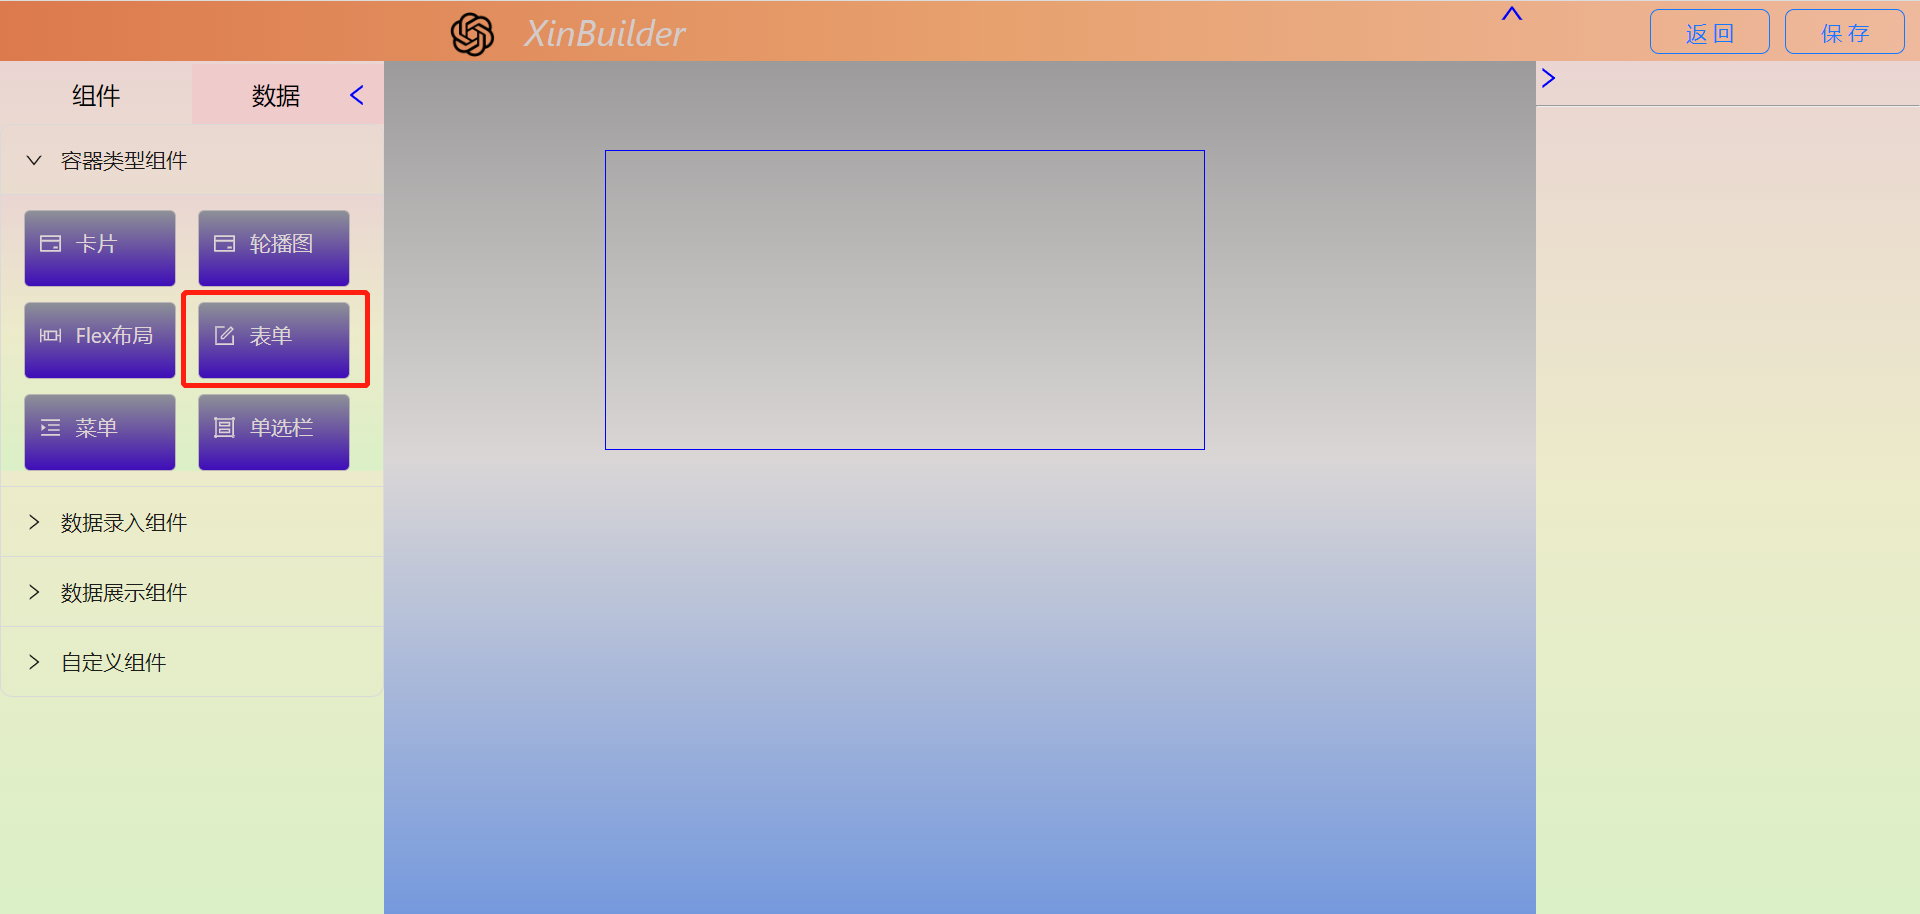 XinBuilder
返 回
保 存
组件
数据
容器类型组件
卡片
轮播图
Flex布局
表单
菜单
单选栏
数据录入组件
数据展示组件
自定义组件